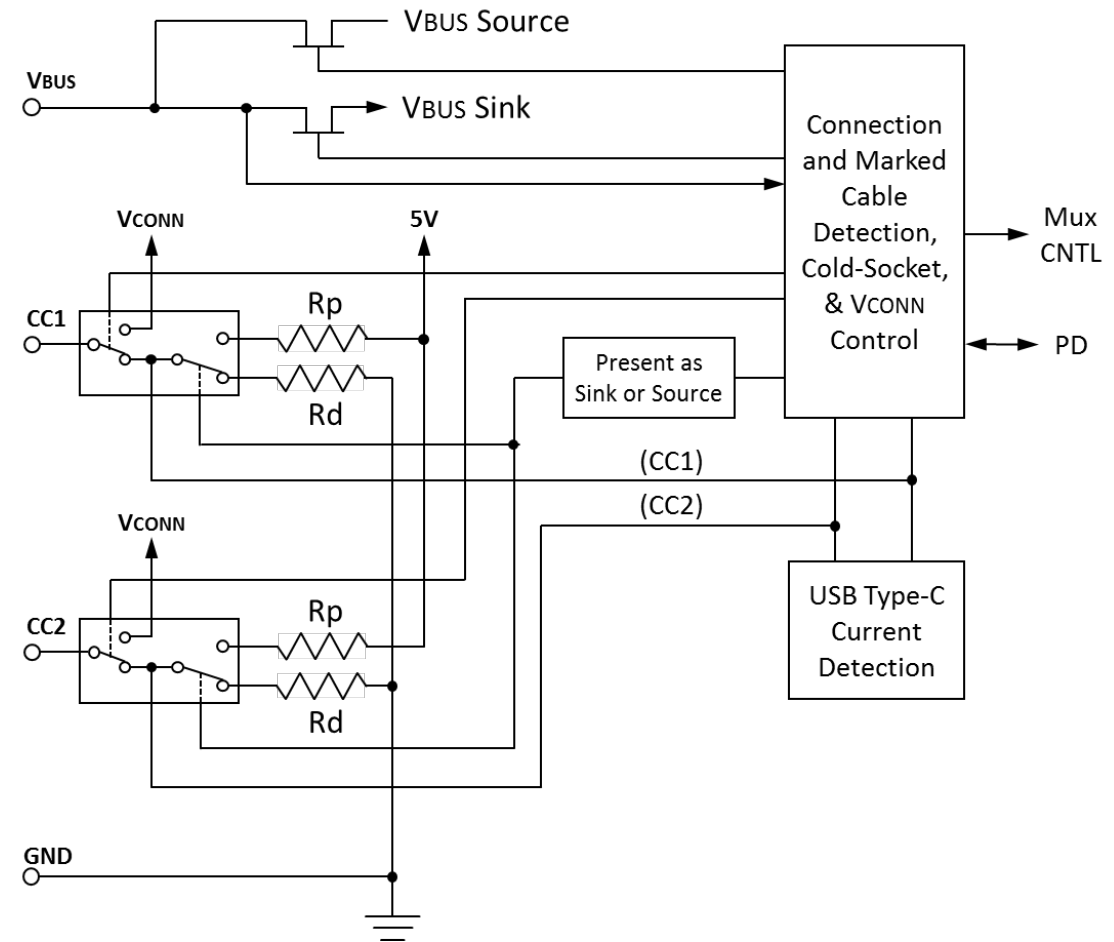 VBUS Source
VBUS
VBUS Sink
Connection
and Marked
Cable
Detection,
Cold-Socket,
& VCONN
Control
Mux
CNTL
PD
VCONN
5V
CC1
Rp
Rd
Present as
Sink or Source
(CC1)
(CC2)
VCONN
CC2
Rp
Rd
USB Type-C
Current
Detection
GND